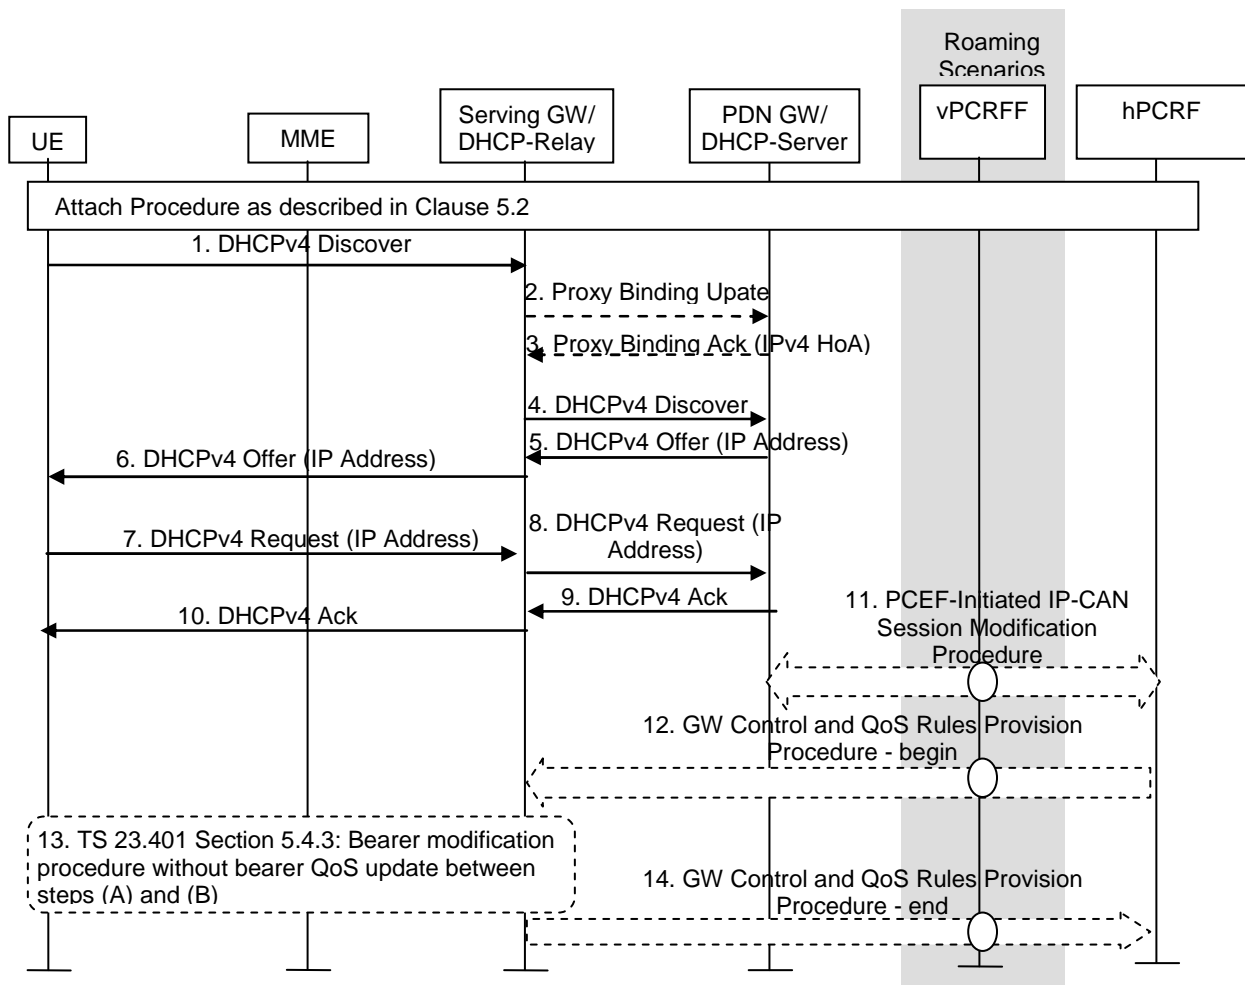 Roaming
Scenarios
UE
MME
Serving GW/
DHCP-Relay
PDN GW/
DHCP-Server
vPCRFF
hPCRF
Attach Procedure as described in Clause 5.2
1. DHCPv4 Discover
2. Proxy Binding Upate
3. Proxy Binding Ack (IPv4 HoA)
4. DHCPv4 Discover
5. DHCPv4 Offer (IP Address)
6. DHCPv4 Offer (IP Address)
7. DHCPv4 Request (IP Address)
8. DHCPv4 Request (IP
Address)
9. DHCPv4 Ack
10. DHCPv4 Ack
11. PCEF-Initiated IP-CAN
Session Modification
Procedure
12. GW Control and QoS Rules Provision
Procedure - begin
13. TS 23.401 Section 5.4.3: Bearer modification
procedure without bearer QoS update between
steps (A) and (B)
14. GW Control and QoS Rules Provision
Procedure - end